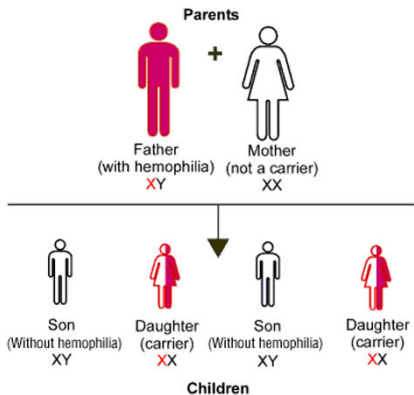 Parents
+
Father Mother
(with hemophilia) (not a carrier)
XY XX
Son Daughter Son Daughter
(Without hemophilia) (carrier) (Without hemophilia) (carrier)
XY XX XY XX
Children